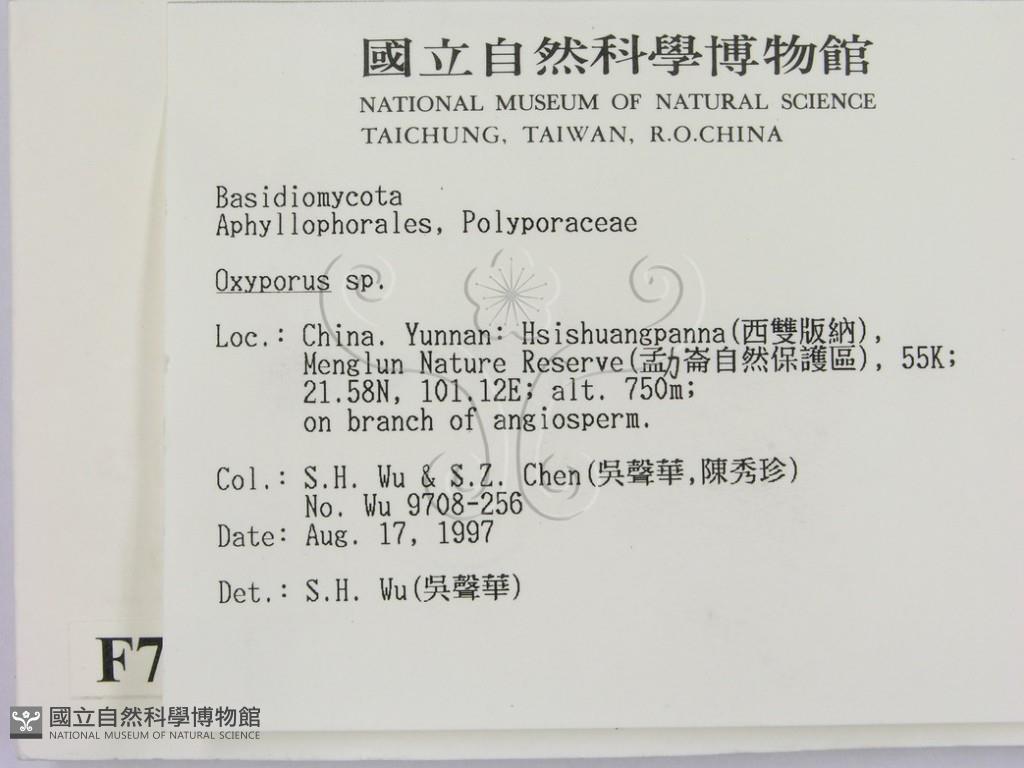 國立自然科學博物館
NATIONAL MUSEUM OF NATURAL SCIENCE
TAICHUNG, TAIWAN, R.O.CHINA
Basidiomycota
Aphyllophorales, Polyporaceae
Oxyporus sp.
Loc.: China. Yunnan: Hsishuangpanna(西雙版納),
Menglun Nature Reserve(勐崙自然保護區), 55K;
21.58N, 101.12E; alt. 750m;
on branch of angiosperm.
Col.: S.H. Wu & S.Z. Chen(吳聲華,陳秀珍)
No. Wu 9708-256
Date: Aug. 17, 1997
Det.: S.H. Wu(吳聲華)
F7
國立自然科學博物館
NATIONAL MUSEUM OF NATURAL SCIENCE